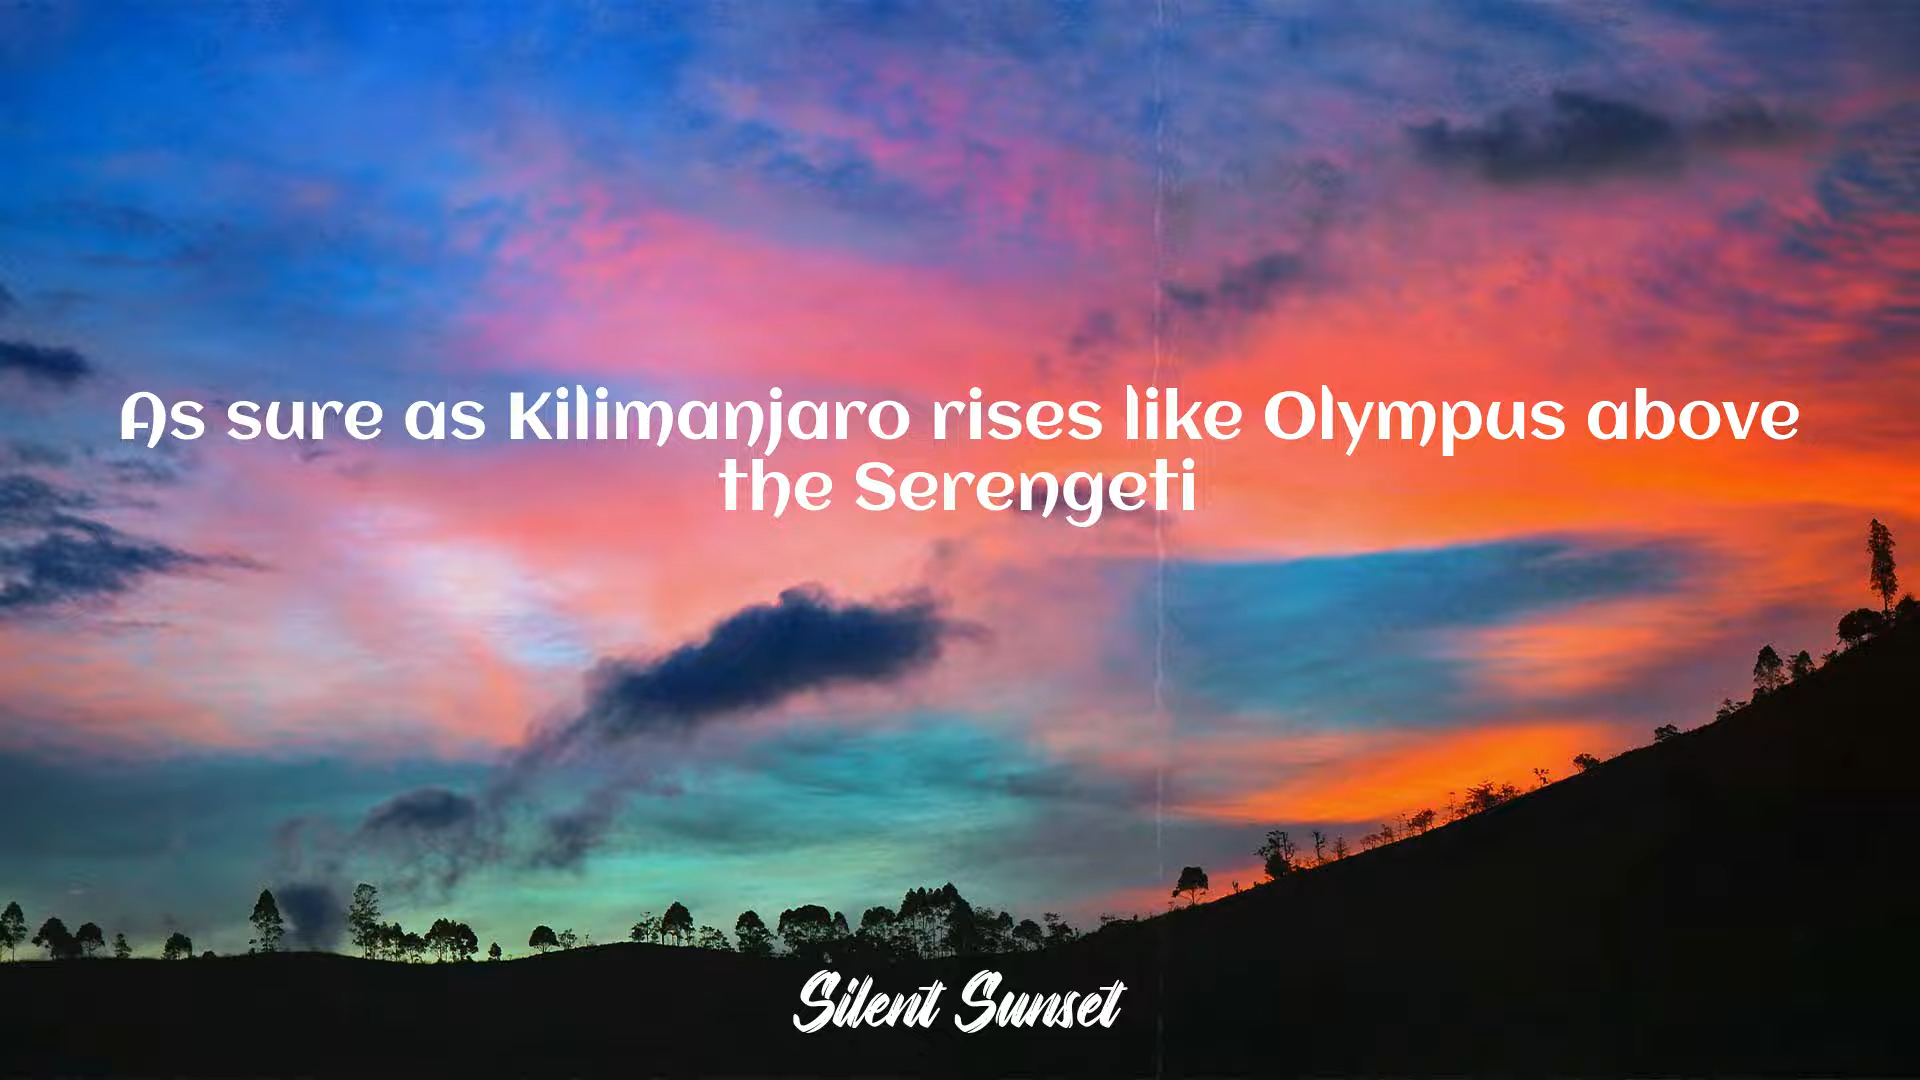 As sure as Kilimanjaro rises like Olympus above
the Serengeti
Silent Sunset